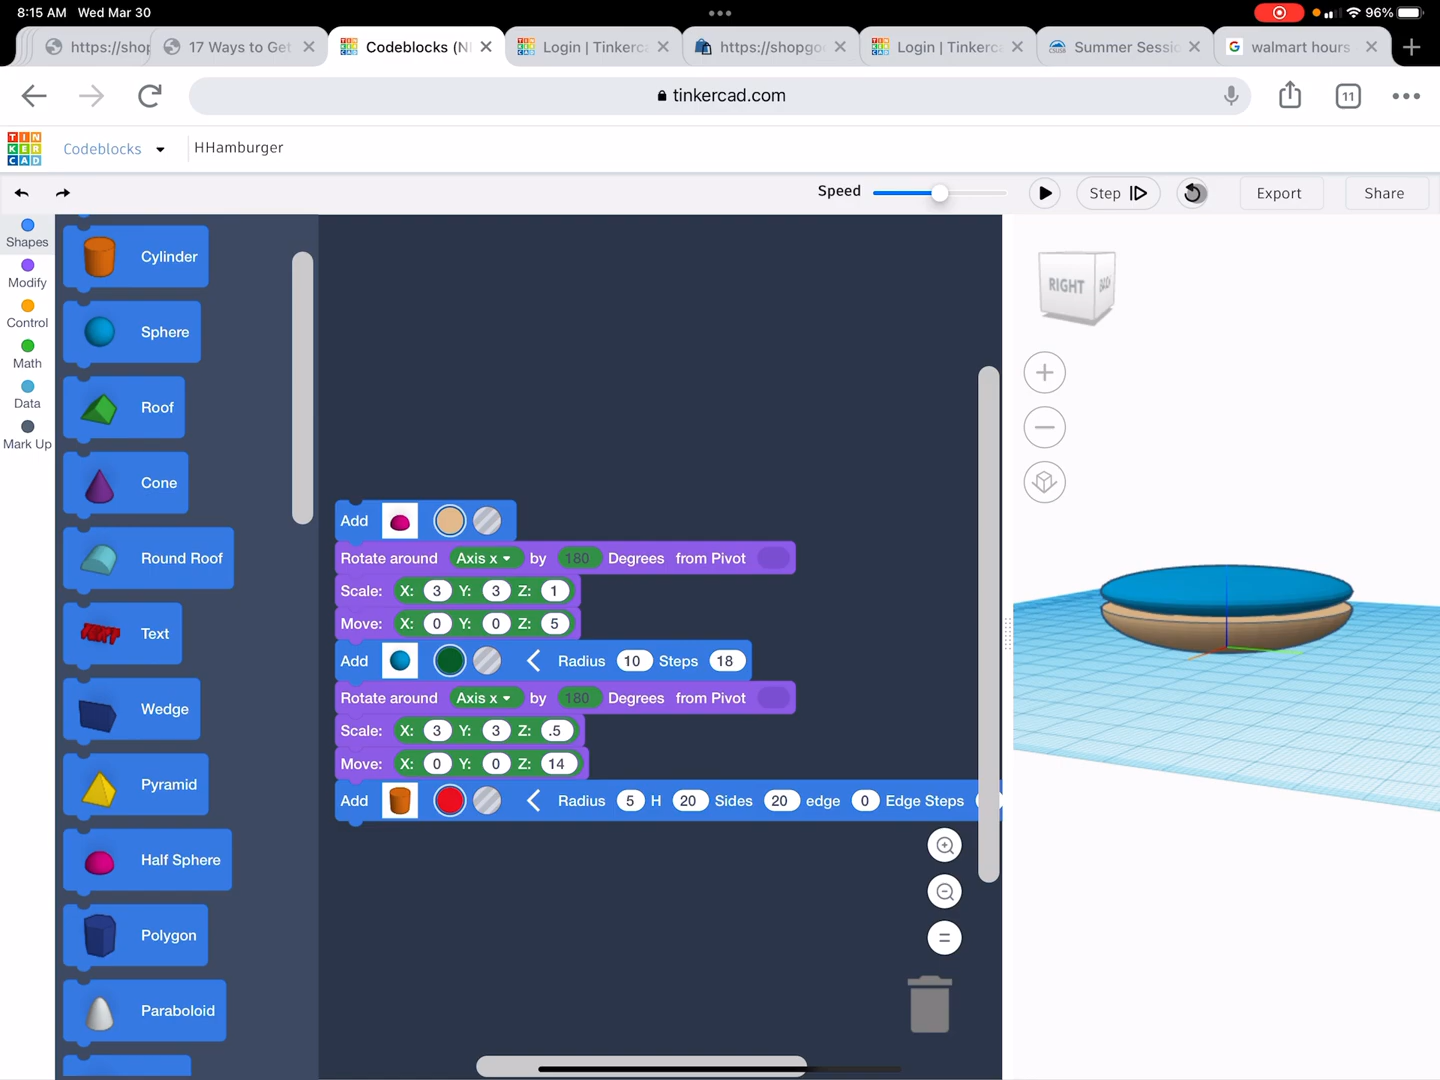 8:15 AM Wed Mar 30
96%
https://shop
17 Ways to Get
Codeblocks (N
Login | Tinkerca
https://shopgo
Login | Tinkerca
Summer Sessi
walmart hours
tinkercad.com
11
TIN
KER
CAD
Codeblocks
HHamburger
Speed
Step
Export
Share
Shapes
Modify
Control
Math
Data
Mark Up
Cylinder
Sphere
Roof
Cone
Round Roof
Text
Wedge
Pyramid
Half Sphere
Polygon
Paraboloid
Add
Rotate around Axis x by 180 Degrees from Pivot
Scale: X: 3 Y: 3 Z: 1
Move: X: 0 Y: 0 Z: 5
Add Radius 10 Steps 18
Rotate around Axis x by 180 Degrees from Pivot
Scale: X: 3 Y: 3 Z: .5
Move: X: 0 Y: 0 Z: 14
Add Radius 5 H 20 Sides 20 edge 0 Edge Steps
RIGHT
BACK